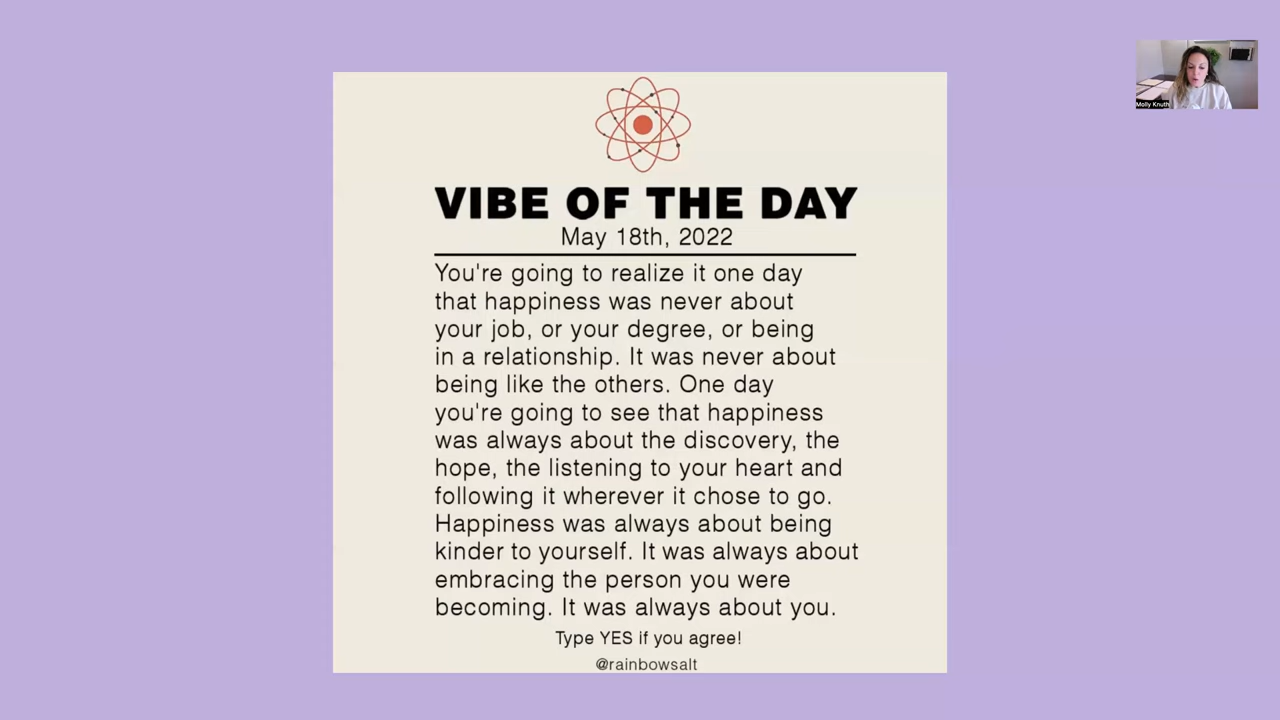 VIBE OF THE DAY
May 18th, 2022
You're going to realize it one day
that happiness was never about
your job, or your degree, or being
in a relationship. It was never about
being like the others. One day
you're going to see that happiness
was always about the discovery, the
hope, the listening to your heart and
following it wherever it chose to go.
Happiness was always about being
kinder to yourself. It was always about
embracing the person you were
becoming. It was always about you.
Type YES if you agree!
@rainbowsalt
Molly Knuth